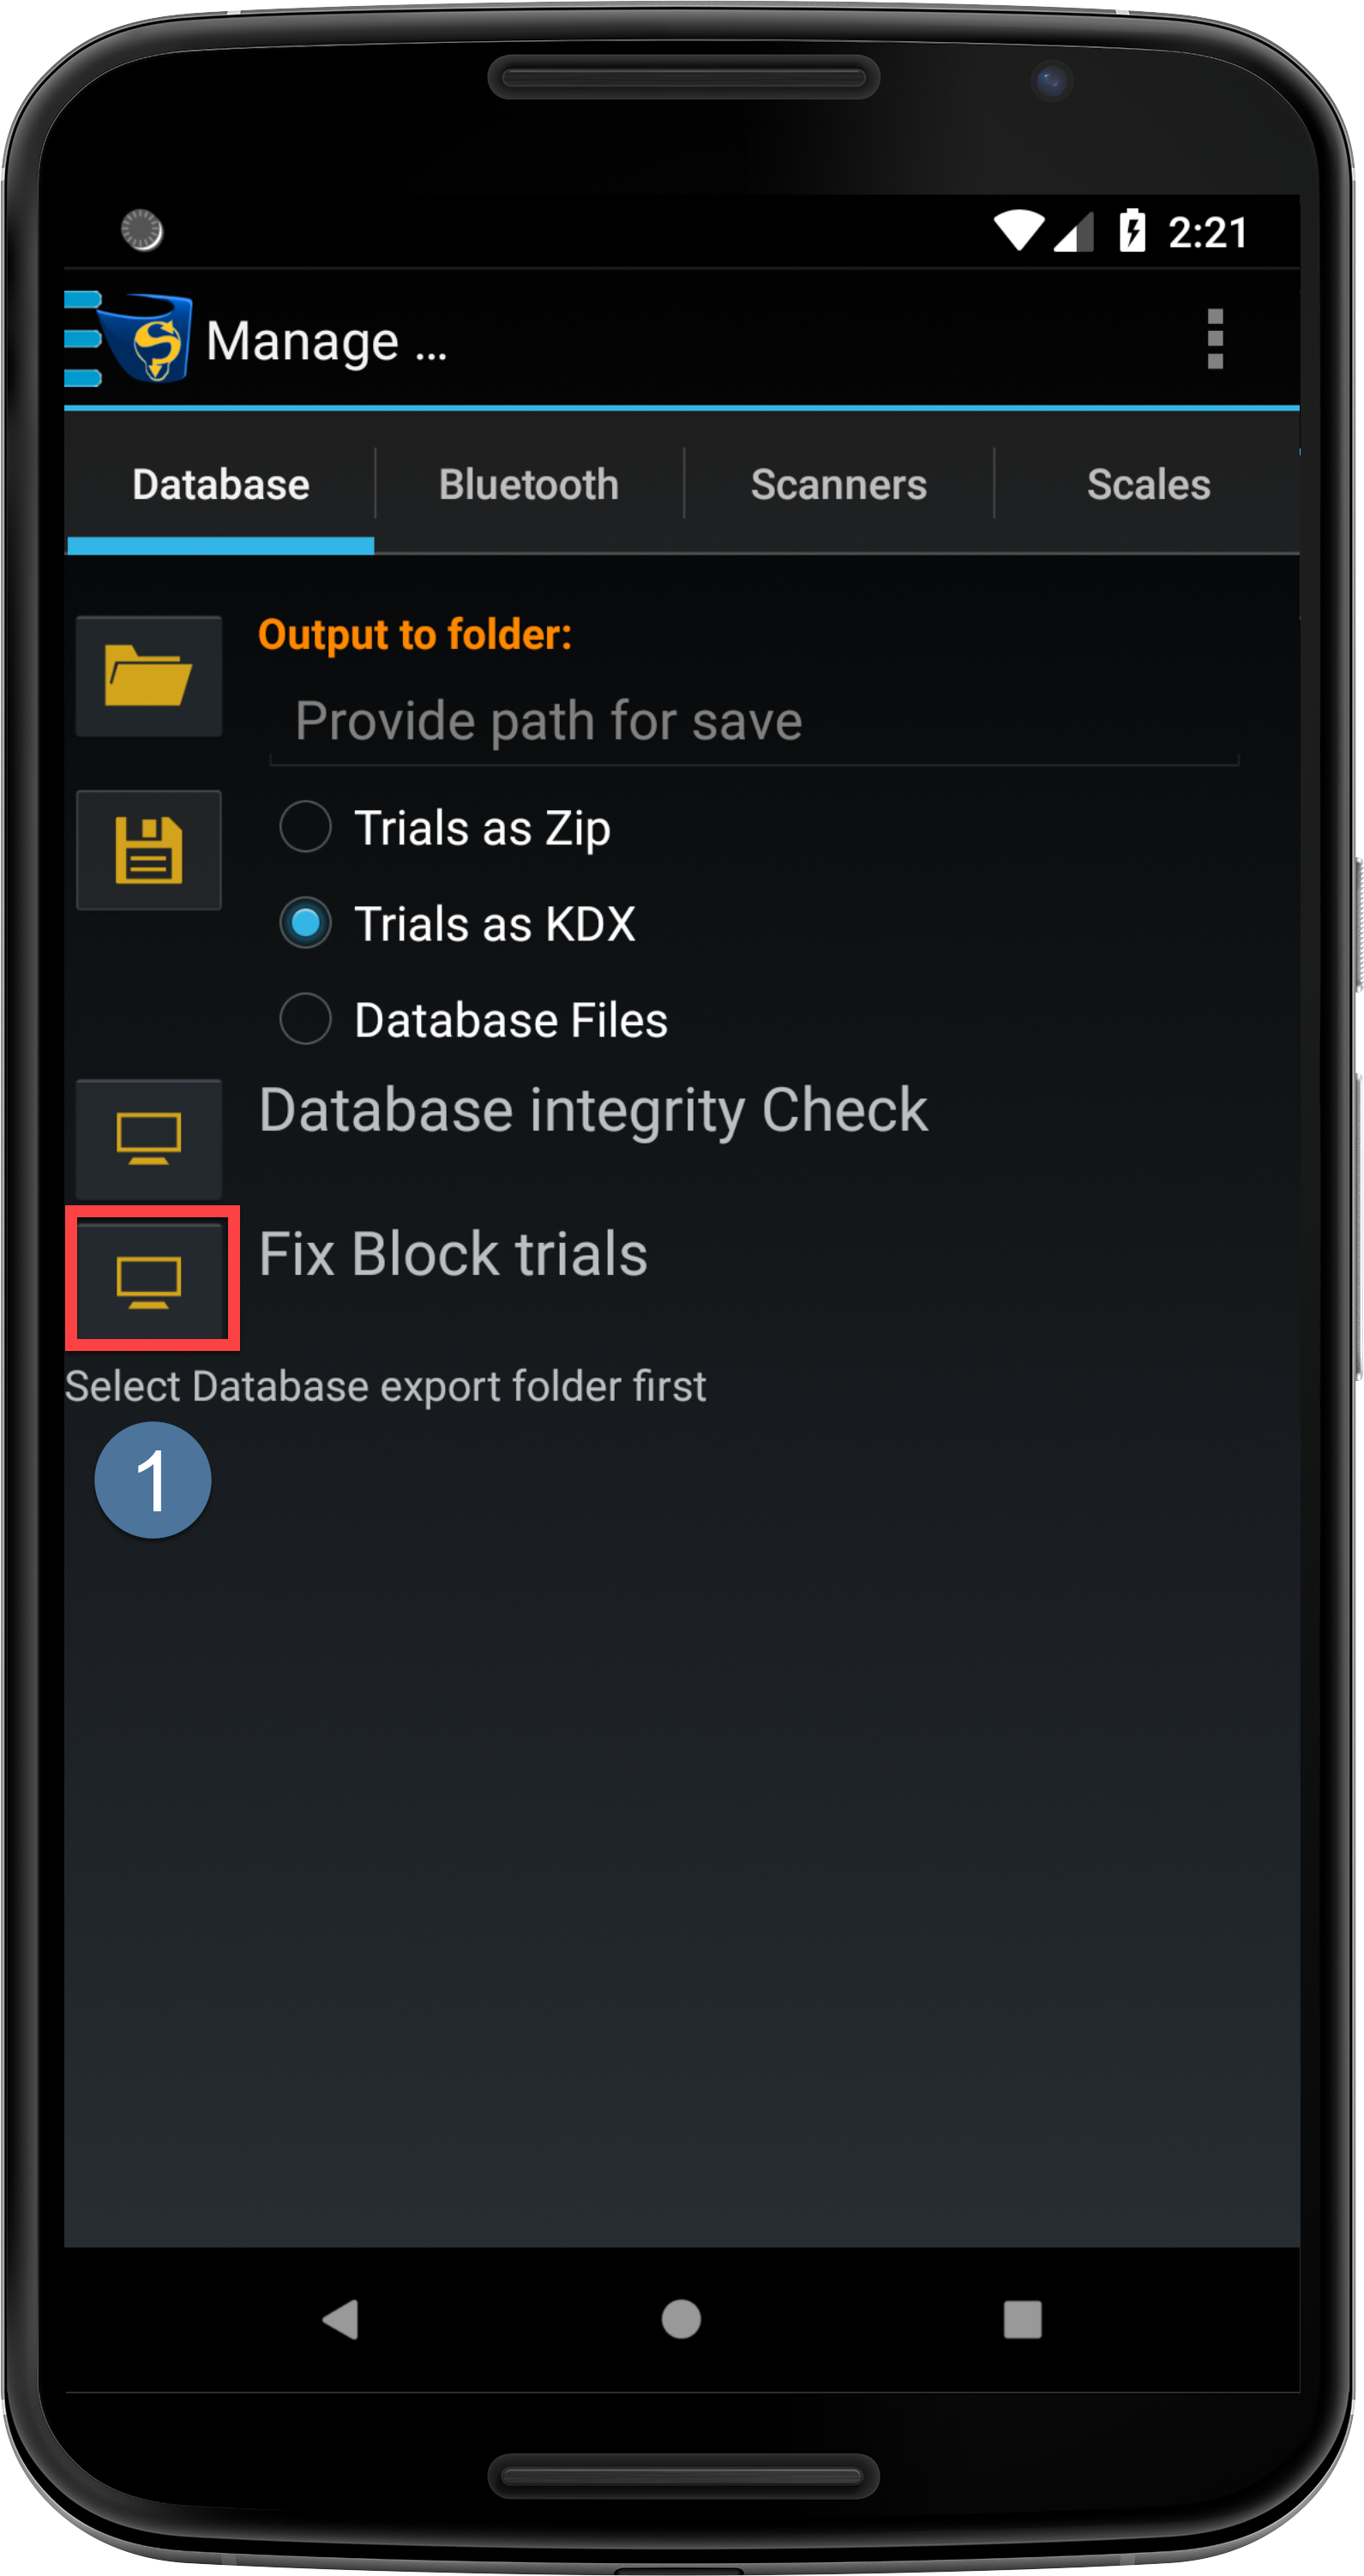 2:21
Manage ...
Database Bluetooth Scanners Scales
Output to folder:
Provide path for save
Trials as Zip
Trials as KDX
Database Files
Database integrity Check
Fix Block trials
Select Database export folder first
1